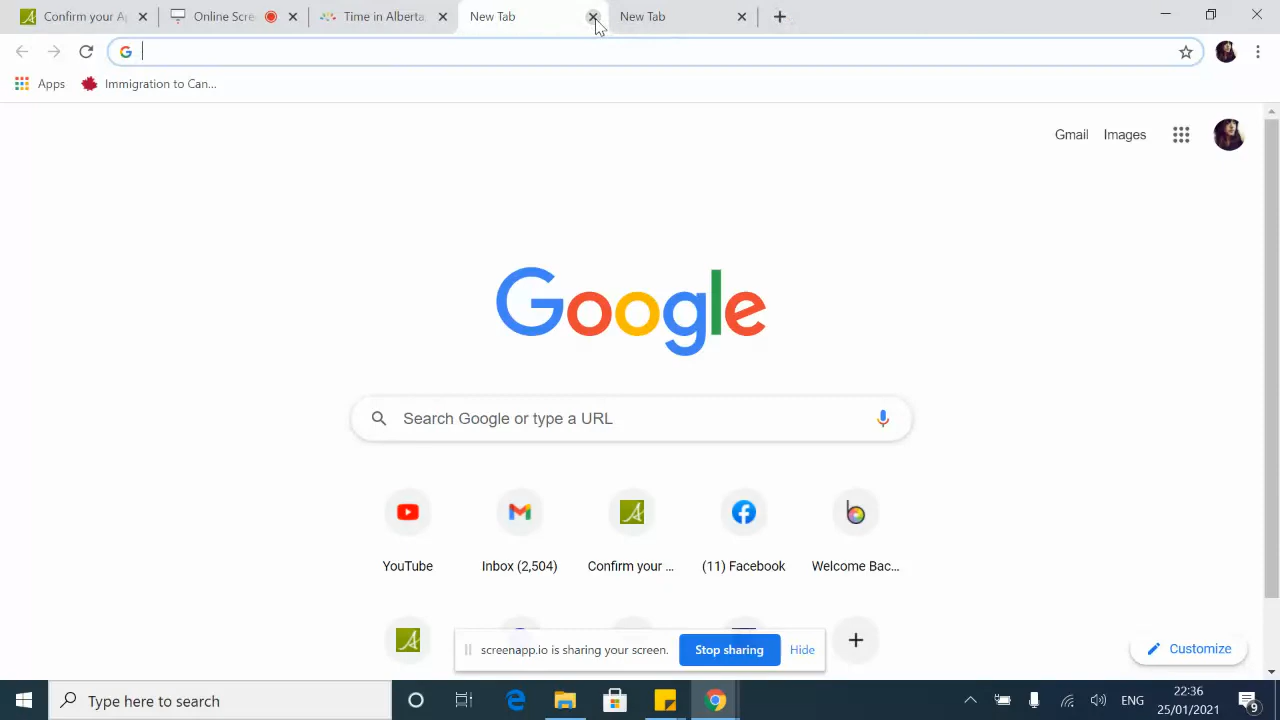 Confirm your A
Online Scre
Time in Alberta
New Tab
New Tab
Apps
Immigration to Can...
Gmail
Images
Google
Search Google or type a URL
YouTube
Inbox (2,504)
Confirm your ...
(11) Facebook
Welcome Bac...
screenapp.io is sharing your screen.
Stop sharing
Hide
Customize
Type here to search
ENG
22:36
25/01/2021
9